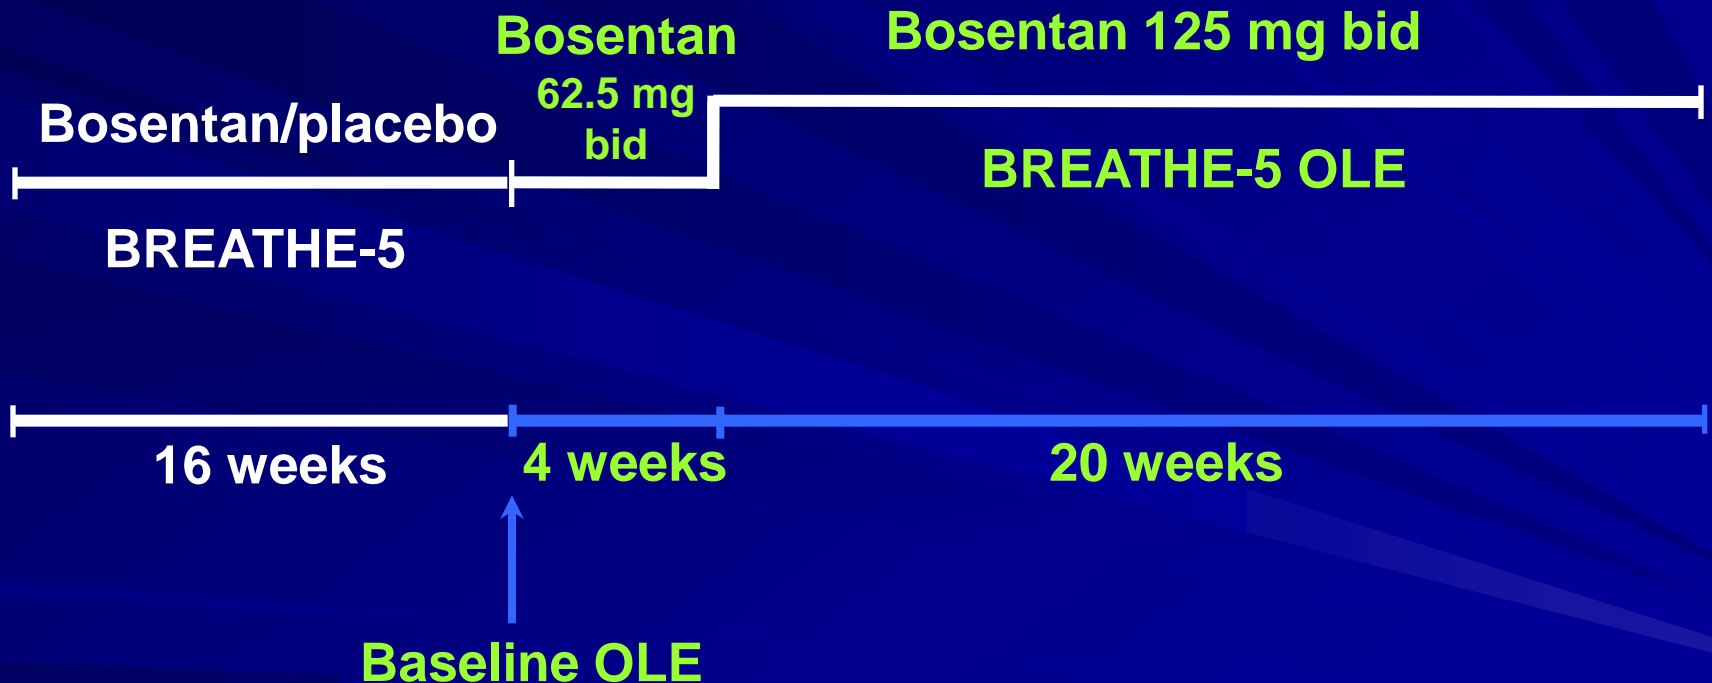 Bosentan
62.5 mg
bid
Bosentan 125 mg bid
Bosentan/placebo
BREATHE-5 OLE
BREATHE-5
16 weeks
4 weeks
20 weeks
Baseline OLE